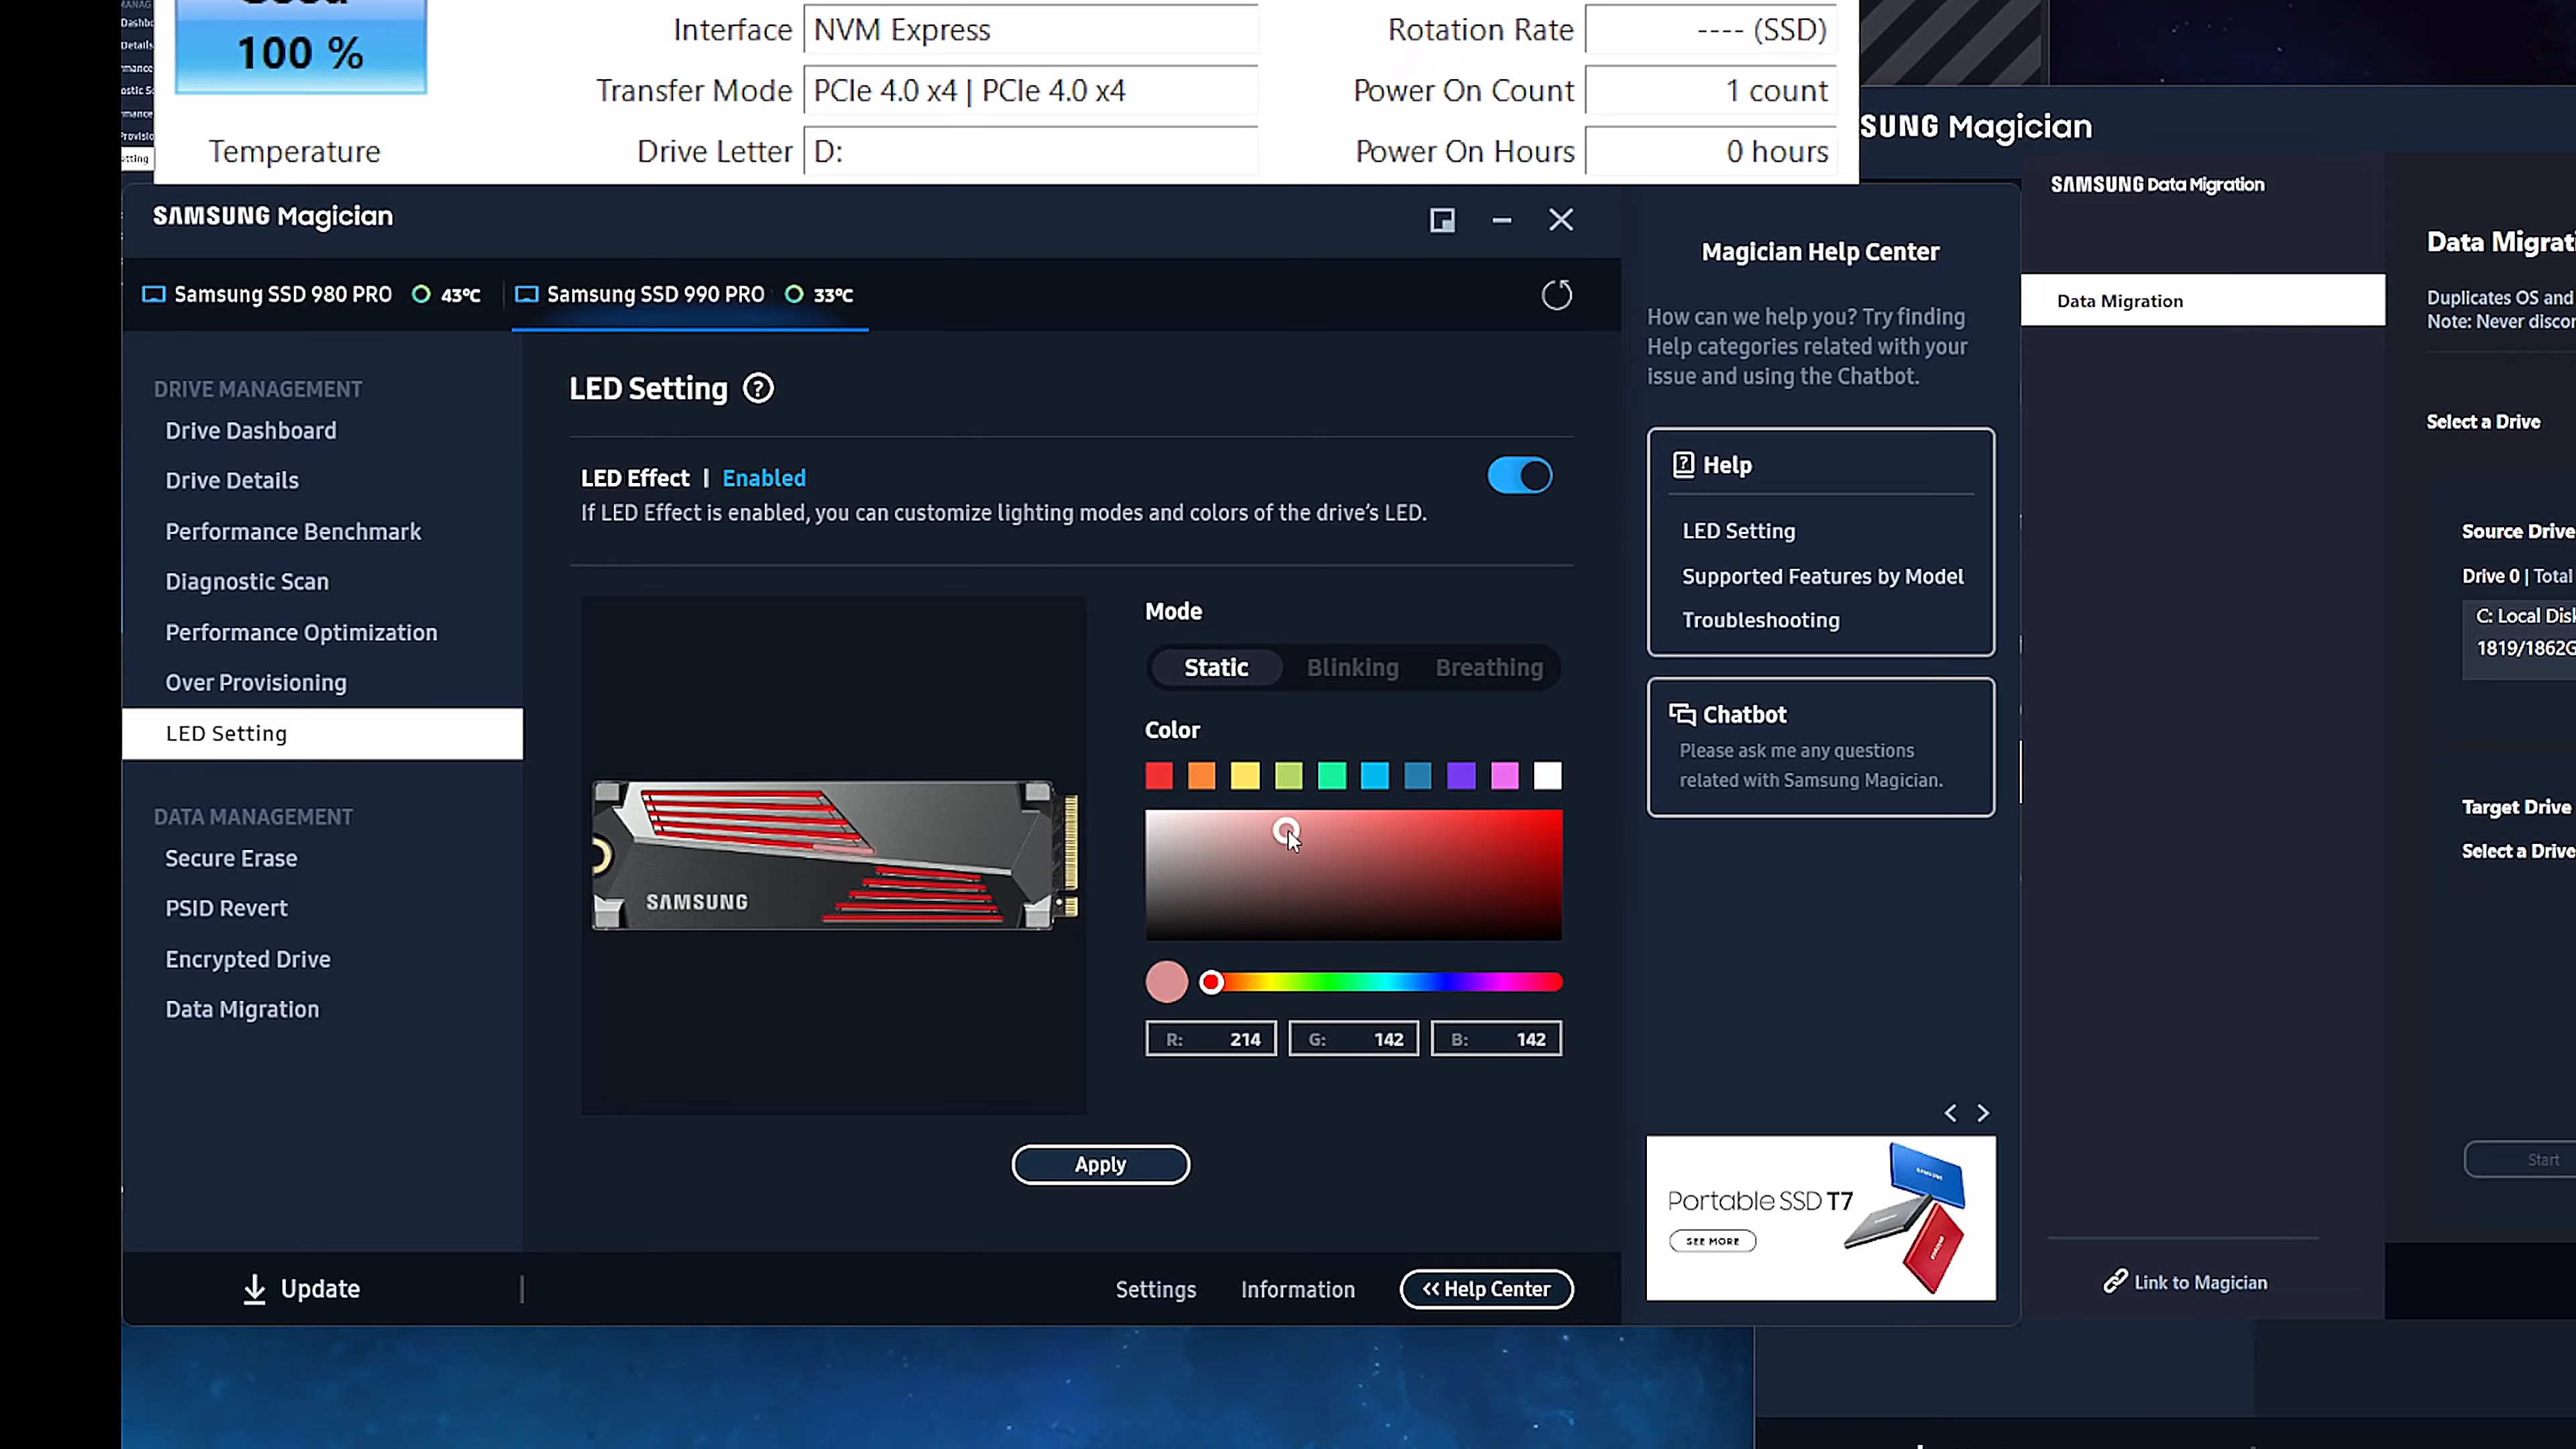 100 %
Temperature
Interface NVM Express
Transfer Mode PCIe 4.0 x4 | PCIe 4.0 x4
Drive Letter D:
Rotation Rate ---- (SSD)
Power On Count 1 count
Power On Hours 0 hours
SAMSUNG Magician
Samsung SSD 980 PRO 43°C
Samsung SSD 990 PRO 33°C
DRIVE MANAGEMENT
Drive Dashboard
Drive Details
Performance Benchmark
Diagnostic Scan
Performance Optimization
Over Provisioning
LED Setting
DATA MANAGEMENT
Secure Erase
PSID Revert
Encrypted Drive
Data Migration
Update
LED Setting ?
LED Effect | Enabled
If LED Effect is enabled, you can customize lighting modes and colors of the drive's LED.
SAMSUNG
Mode
Static Blinking Breathing
Color
R: 214 G: 142 B: 142
Apply
Settings Information << Help Center
Magician Help Center
How can we help you? Try finding
Help categories related with your
issue and using the Chatbot.
Help
LED Setting
Supported Features by Model
Troubleshooting
Chatbot
Please ask me any questions
related with Samsung Magician.
< >
Portable SSD T7
SEE MORE
SUNG Magician
SAMSUNG Data Migration
Data Migration
Link to Magician
Data Migrati
Duplicates OS and
Note: Never discon
Select a Drive
Source Drive
Drive 0 | Total
C: Local Disk
1819/1862G
Target Drive
Select a Drive
Start